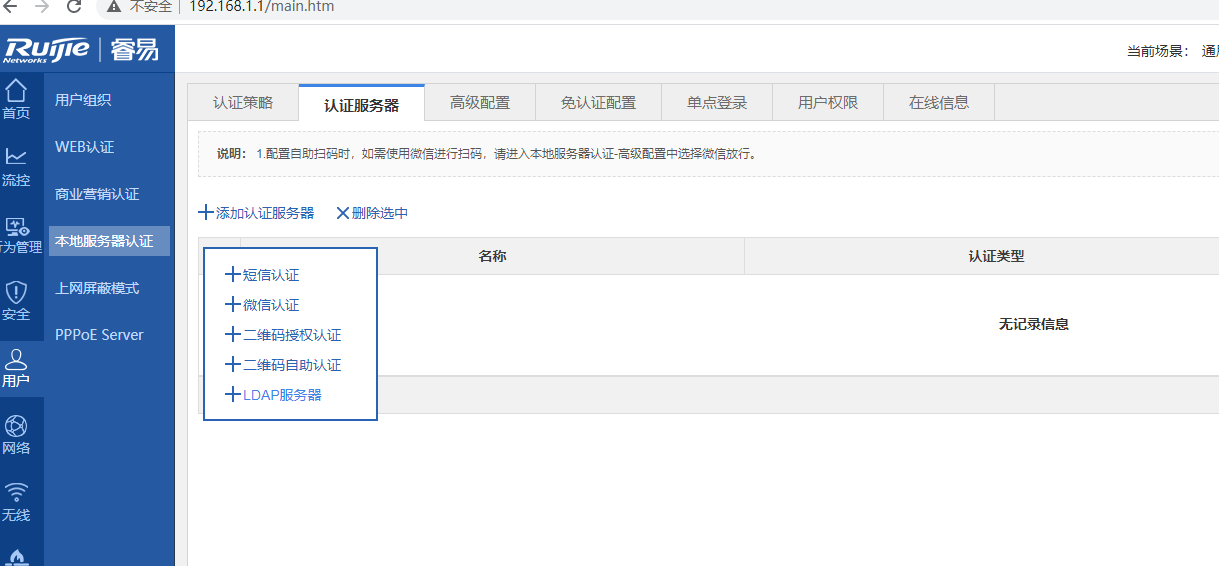 不安全 192.168.1.1/main.htm
Ruijie Networks 睿易
当前场景：
首页
流控
为管理
安全
用户
网络
无线
用户组织
WEB认证
商业营销认证
本地服务器认证
上网屏蔽模式
PPPoE Server
认证策略 认证服务器 高级配置 免认证配置 单点登录 用户权限 在线信息
说明： 1.配置自助扫码时，如需使用微信进行扫码，请进入本地服务器认证-高级配置中选择微信放行。
添加认证服务器 删除选中
名称 认证类型
短信认证
微信认证
二维码授权认证
二维码自助认证
LDAP服务器
无记录信息